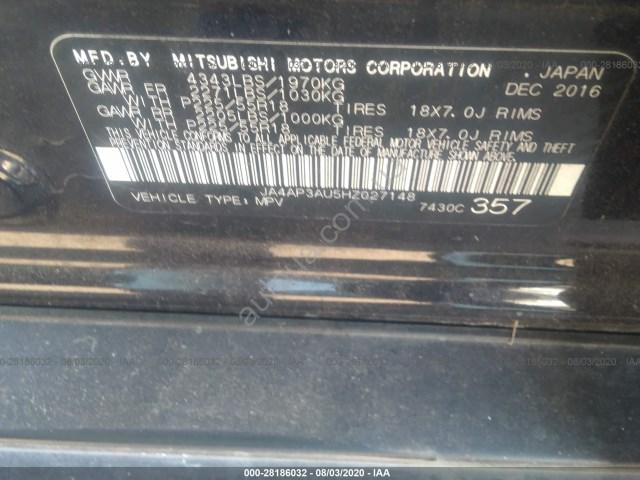 MFD.BY MITSUBISHI MOTORS CORPORATION . JAPAN
GVWR 4343LBS/1970KG DEC 2016
GAWR FR 2271LBS/1030KG
WITH P225/55R18 TIRES 18X7.0J RIMS
GAWR RR 2205LBS/1000KG
WITH P225/55R18 TIRES 18X7.0J RIMS
THIS VEHICLE CONFORMS TO ALL APPLICABLE FEDERAL MOTOR VEHICLE SAFETY AND
THEFT PREVENTION STANDARDS IN EFFECT ON THE DATE OF MANUFACTURE SHOWN ABOVE.
JA4AP3AU5HZ027148
VEHICLE TYPE:MPV 7430C 357
000-28186032 - 08/03/2020 - IAA